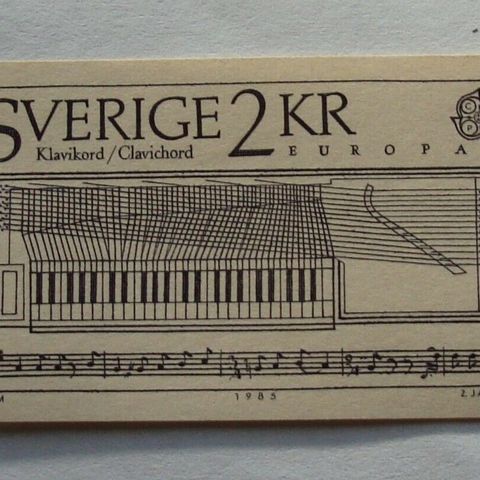 SVERIGE 2 KR
Klavikord / Clavichord
EUROPA
1985